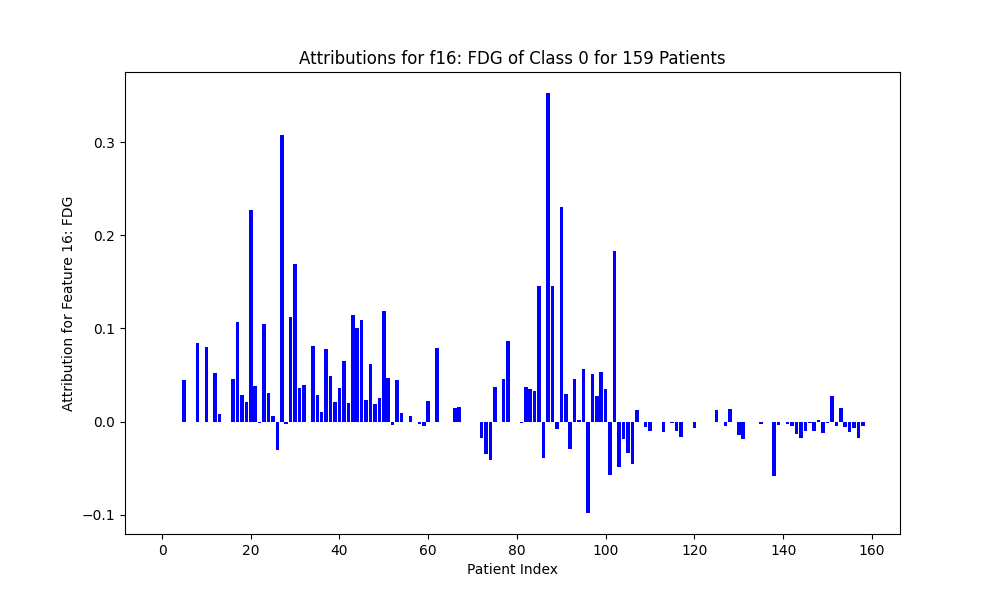 Attributions for f16: FDG of Class 0 for 159 Patients
Attribution for Feature 16: FDG
0.3
0.2
0.1
0.0
−0.1
0 20 40 60 80 100 120 140 160
Patient Index